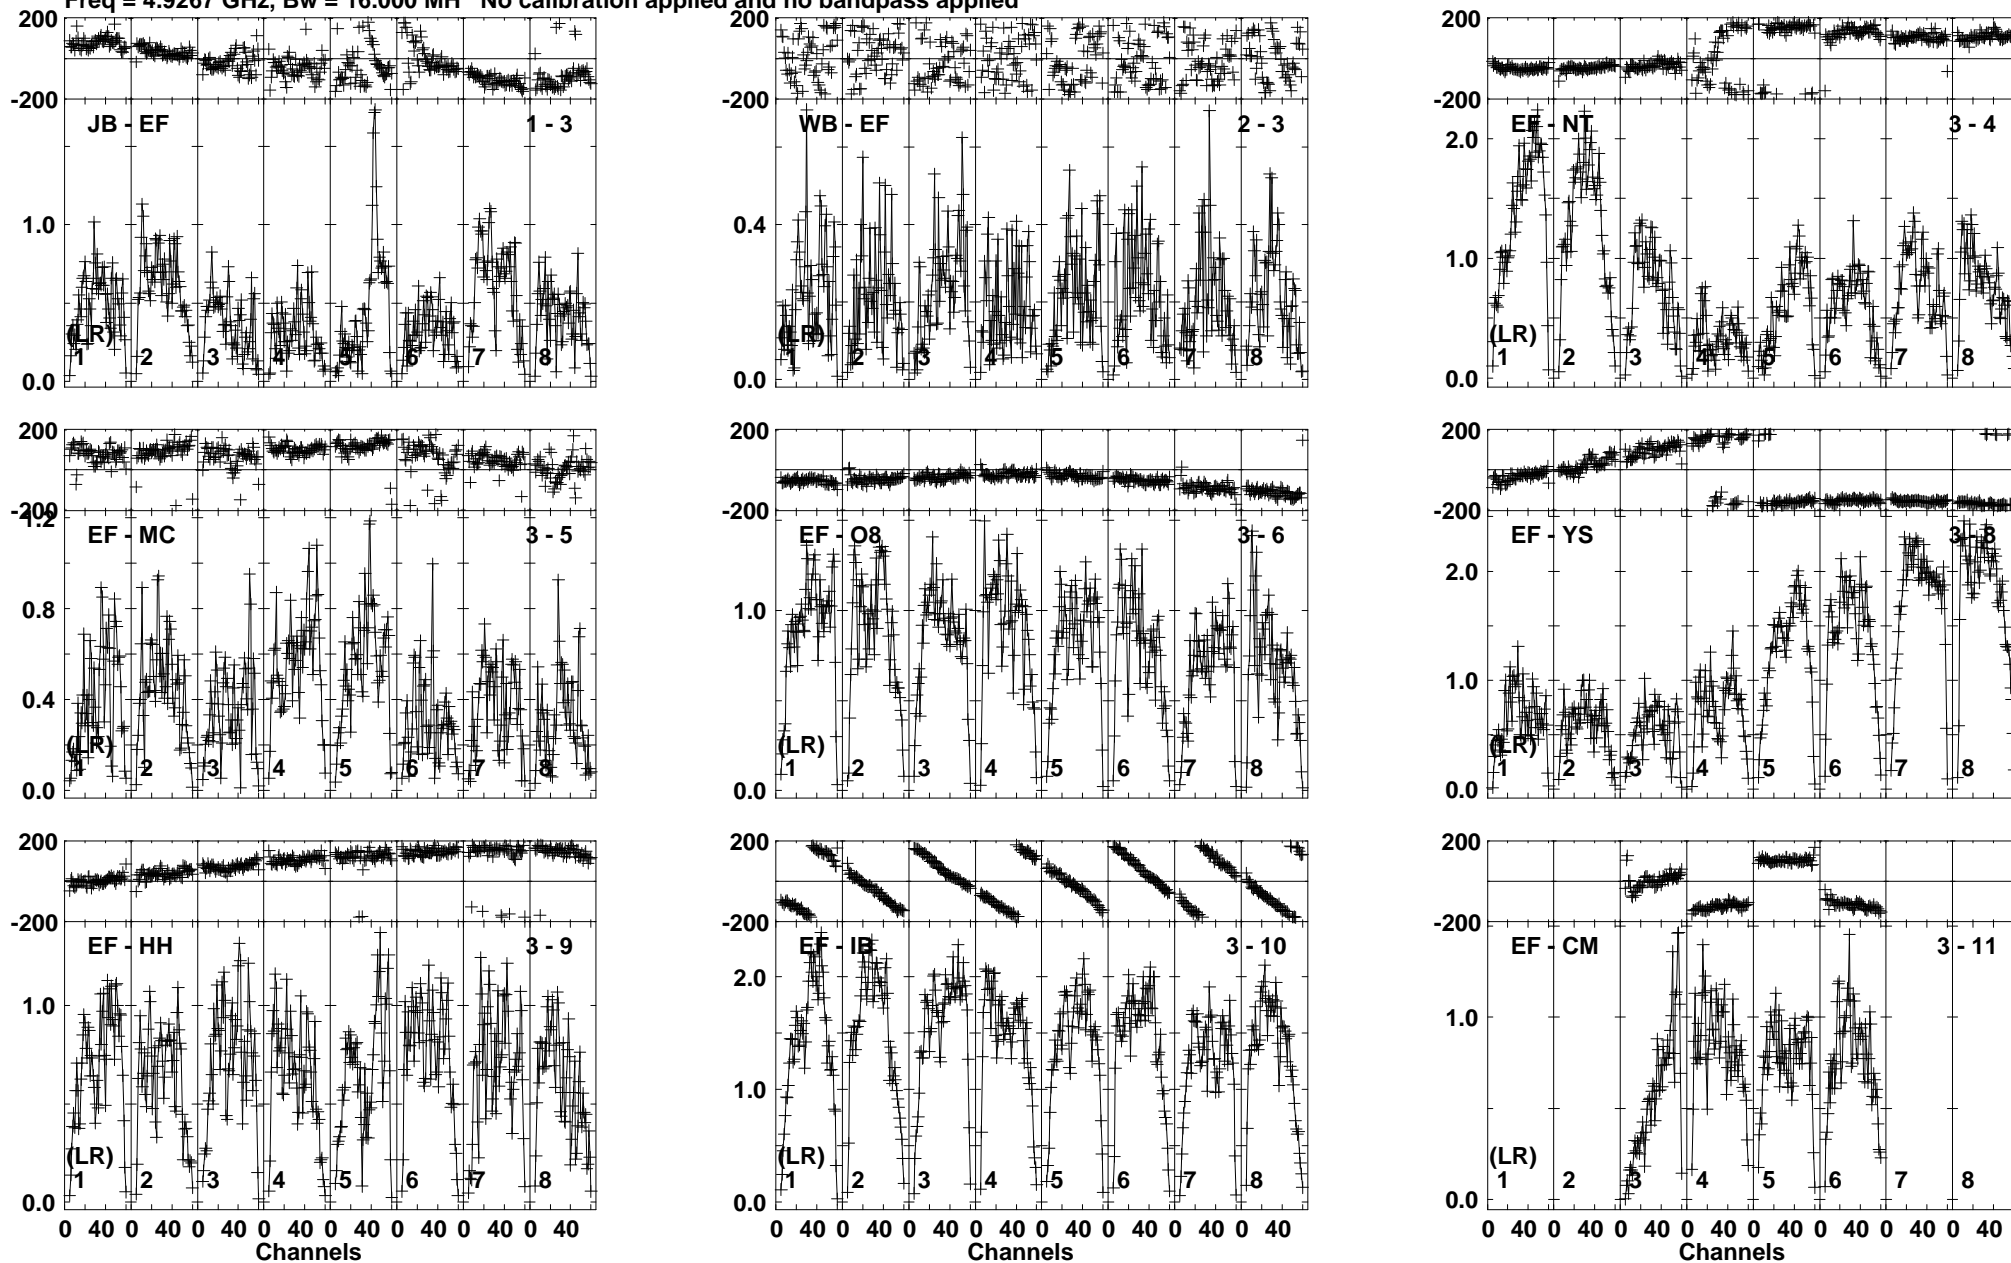 Freq = 4.9267 GHz, Bw = 16.000 MH No calibration applied and no bandpass applied
200
-200
JB - EF 1 - 3
1.0
(LR)
1 2 3 4 5 6 7 8
0.0
200
-200
WB - EF 2 - 3
0.4
(LR)
1 2 3 4 5 6 7 8
0.0
200
-200
EF - NT 3 - 4
2.0
1.0
(LR)
1 2 3 4 5 6 7 8
0.0
200
-200
1.2
EF - MC 3 - 5
0.8
0.4
(LR)
1 2 3 4 5 6 7 8
0.0
200
-200
EF - O8 3 - 6
1.0
(LR)
1 2 3 4 5 6 7 8
0.0
200
-200
EF - YS 3 - 8
2.0
1.0
(LR)
1 2 3 4 5 6 7 8
0.0
200
-200
EF - HH 3 - 9
1.0
(LR)
1 2 3 4 5 6 7 8
0.0
0 40 0 40 0 40 0 40 0 40 0 40 0 40 0 40
Channels
200
-200
EF - IB 3 - 10
2.0
1.0
(LR)
1 2 3 4 5 6 7 8
0.0
0 40 0 40 0 40 0 40 0 40 0 40 0 40 0 40
Channels
200
-200
EF - CM 3 - 11
1.0
(LR)
1 2 3 4 5 6 7 8
0.0
0 40 0 40 0 40 0 40 0 40 0 40 0 40 0 40
Channels